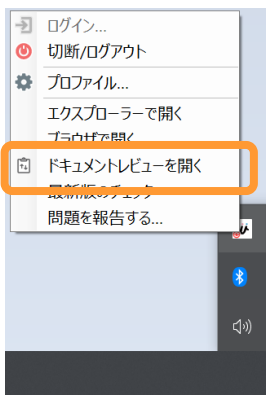 ログイン...
切断/ログアウト
プロファイル...
エクスプローラーで開く
ブラウザで開く
ドキュメントレビューを開く
最新版のチェック
問題を報告する...